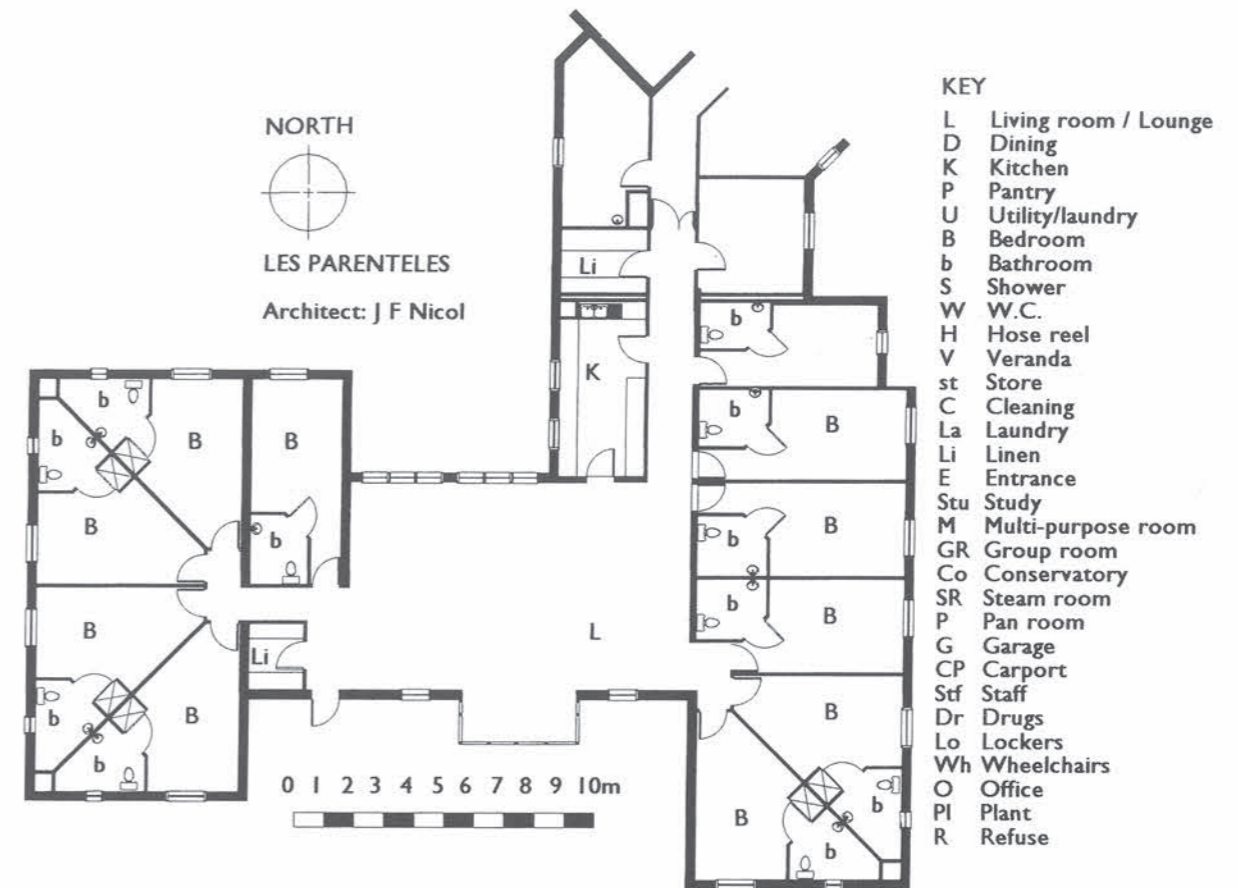 NORTH
LES PARENTELES
Architect: J F Nicol
KEY
L Living room / Lounge
D Dining
K Kitchen
P Pantry
U Utility/laundry
B Bedroom
b Bathroom
S Shower
W W.C.
H Hose reel
V Veranda
st Store
C Cleaning
La Laundry
Li Linen
E Entrance
Stu Study
M Multi-purpose room
GR Group room
Co Conservatory
SR Steam room
P Pan room
G Garage
CP Carport
Stf Staff
Dr Drugs
Lo Lockers
Wh Wheelchairs
O Office
Pl Plant
R Refuse
Li
b
K
b
B
b
b
B
B
B
b
B
b
B
b
B
B
L
Li
B
b
b
B
B
b
b
0 1 2 3 4 5 6 7 8 9 10m